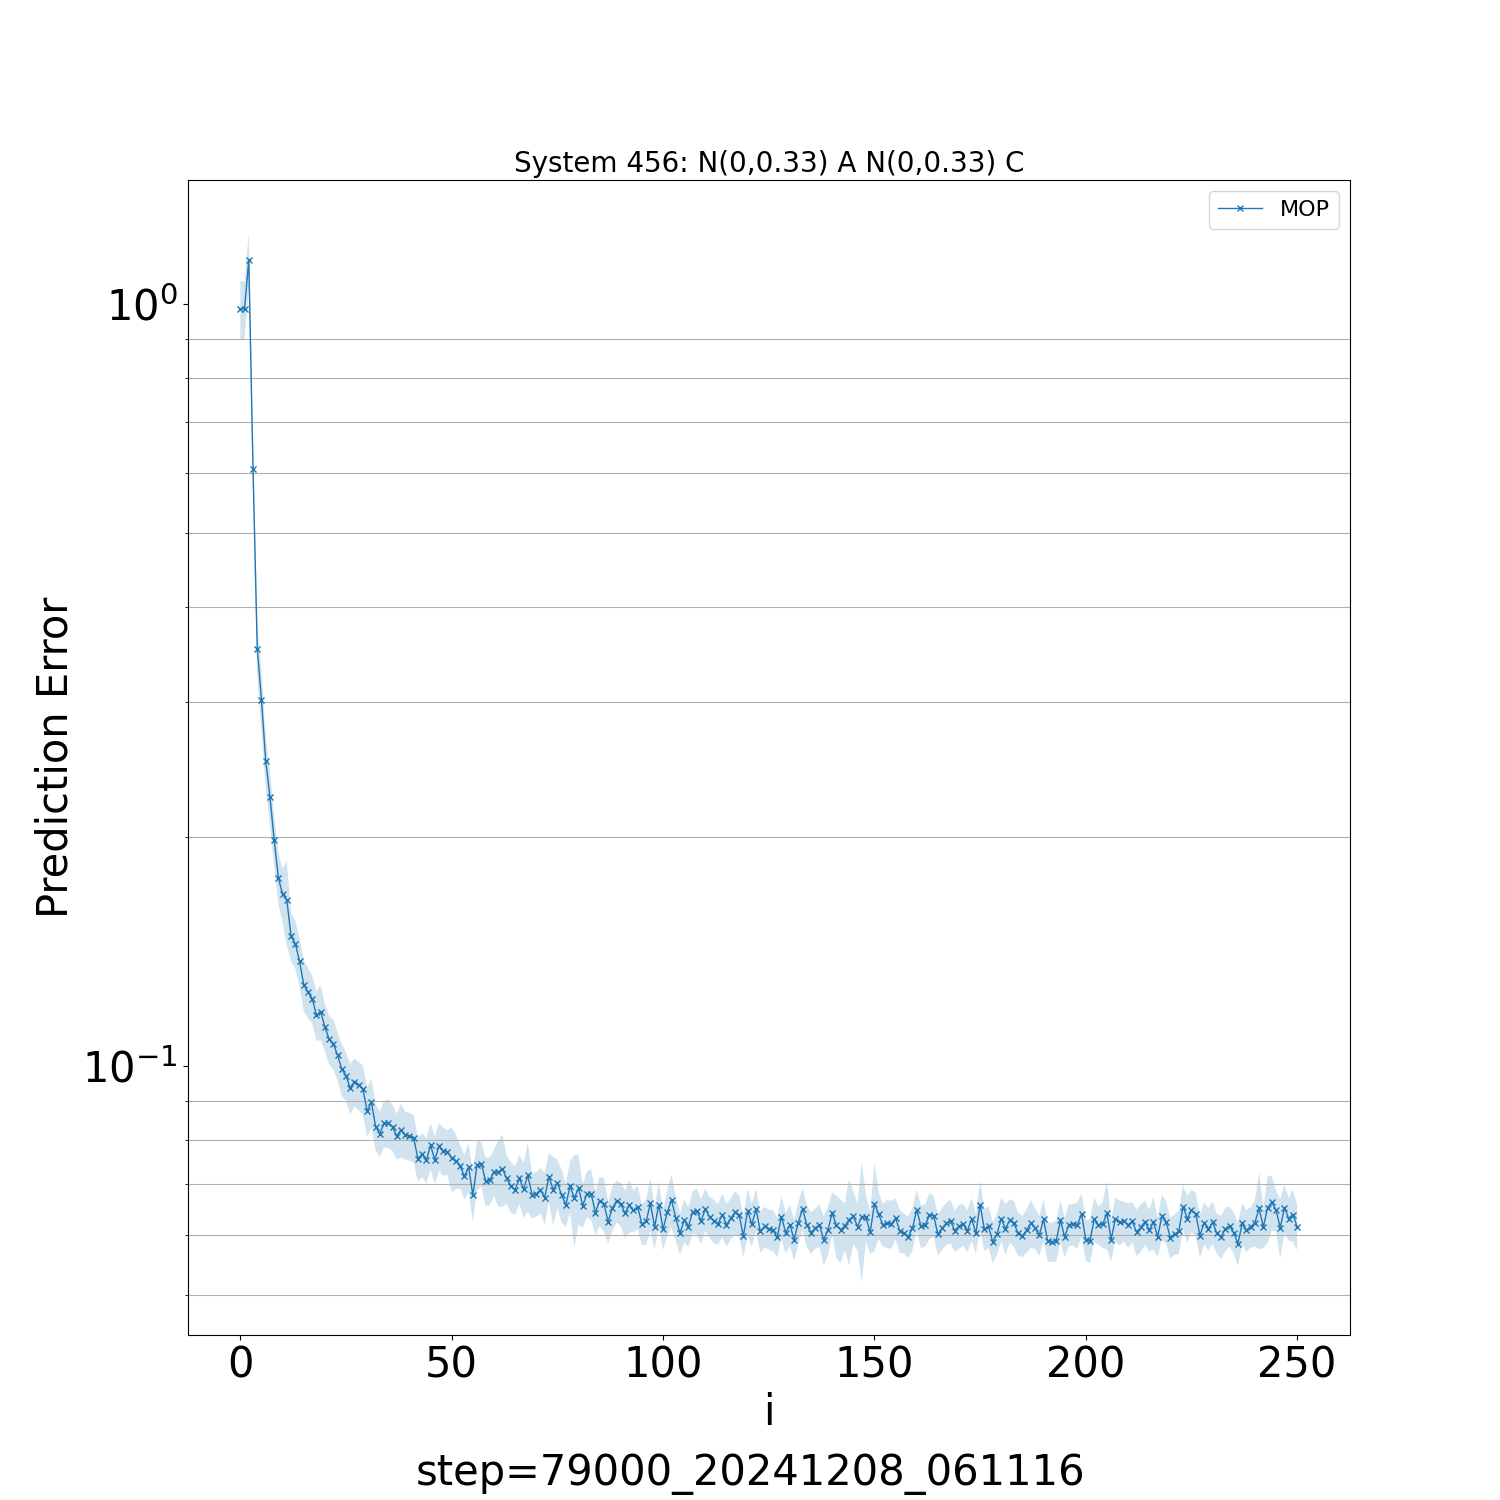 System 456: N(0,0.33) A N(0,0.33) C
MOP
10⁰
10⁻¹
Prediction Error
0 50 100 150 200 250
i
step=79000_20241208_061116